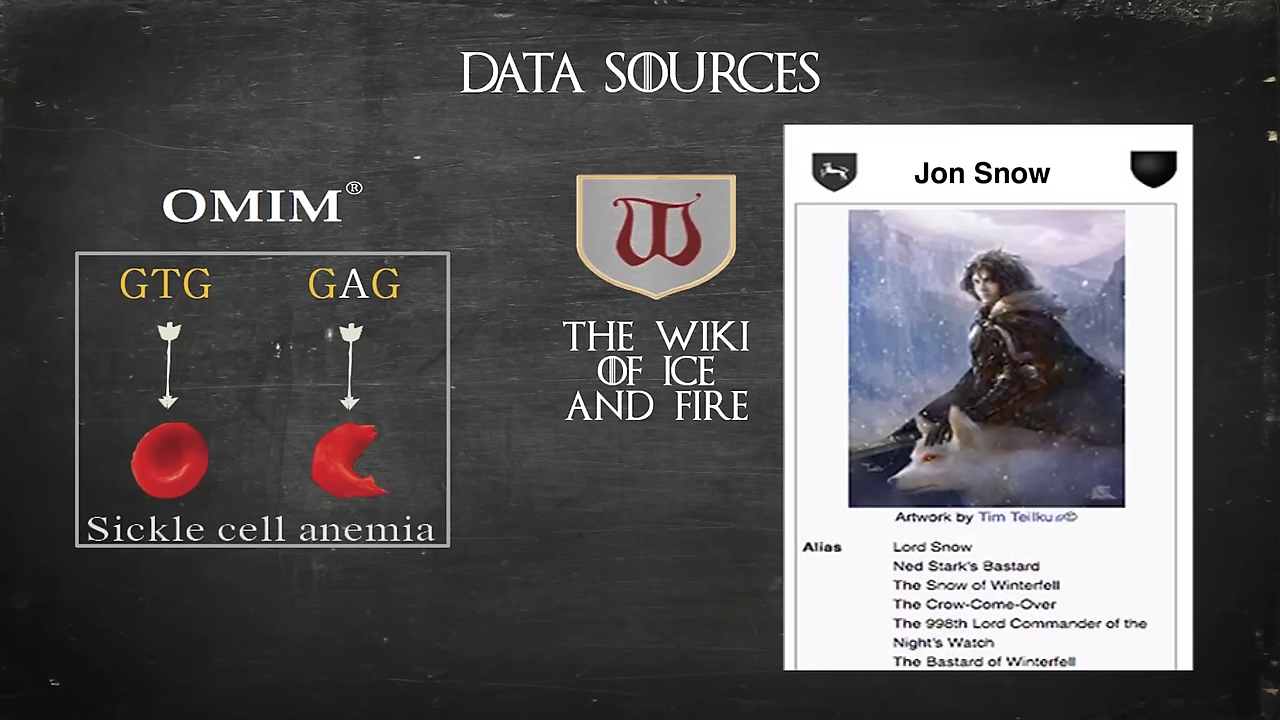 DATA SOURCES
OMIM®
GTG GAG
Sickle cell anemia
W
THE WIKI
OF ICE
AND FIRE
Jon Snow
Artwork by Tim Teilku©
Alias Lord Snow
Ned Stark's Bastard
The Snow of Winterfell
The Crow-Come-Over
The 998th Lord Commander of the
Night's Watch
The Bastard of Winterfell